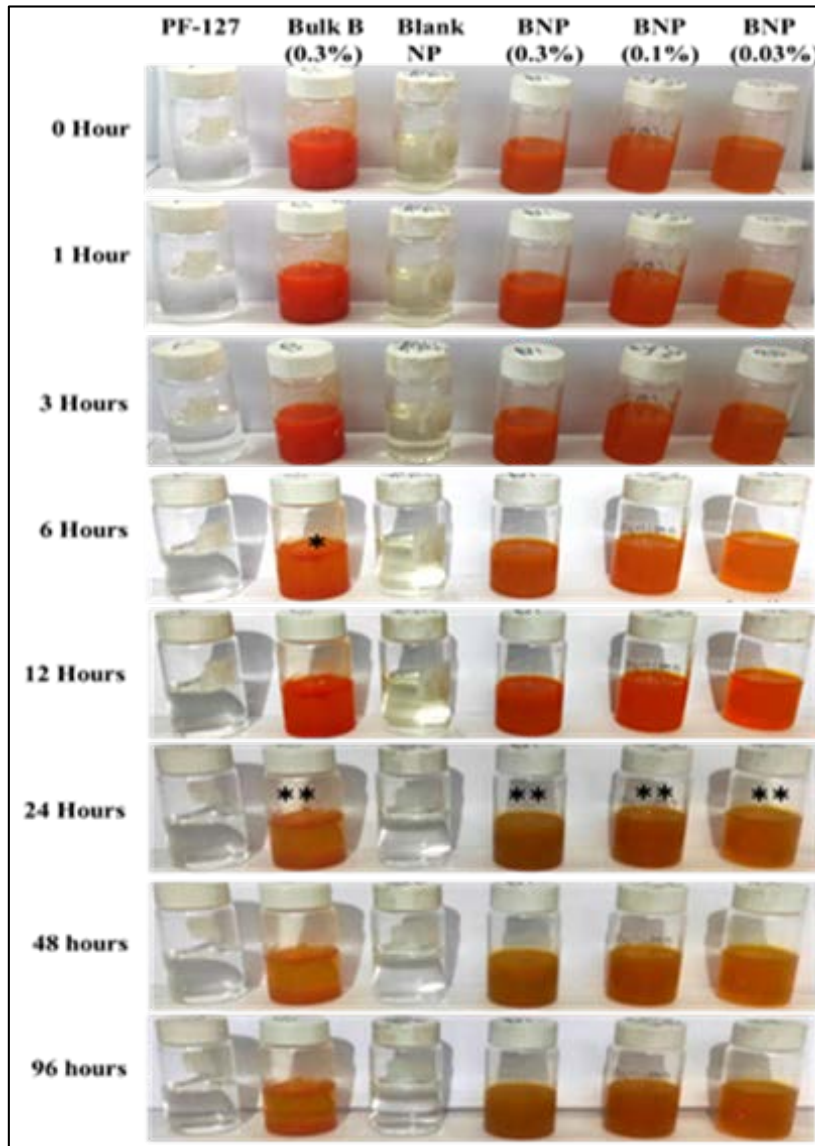 PF-127 Bulk B Blank BNP BNP BNP
(0.3%) NP (0.3%) (0.1%) (0.03%)
0 Hour
1 Hour
3 Hours
6 Hours
*
12 Hours
24 Hours
** ** ** **
48 hours
96 hours